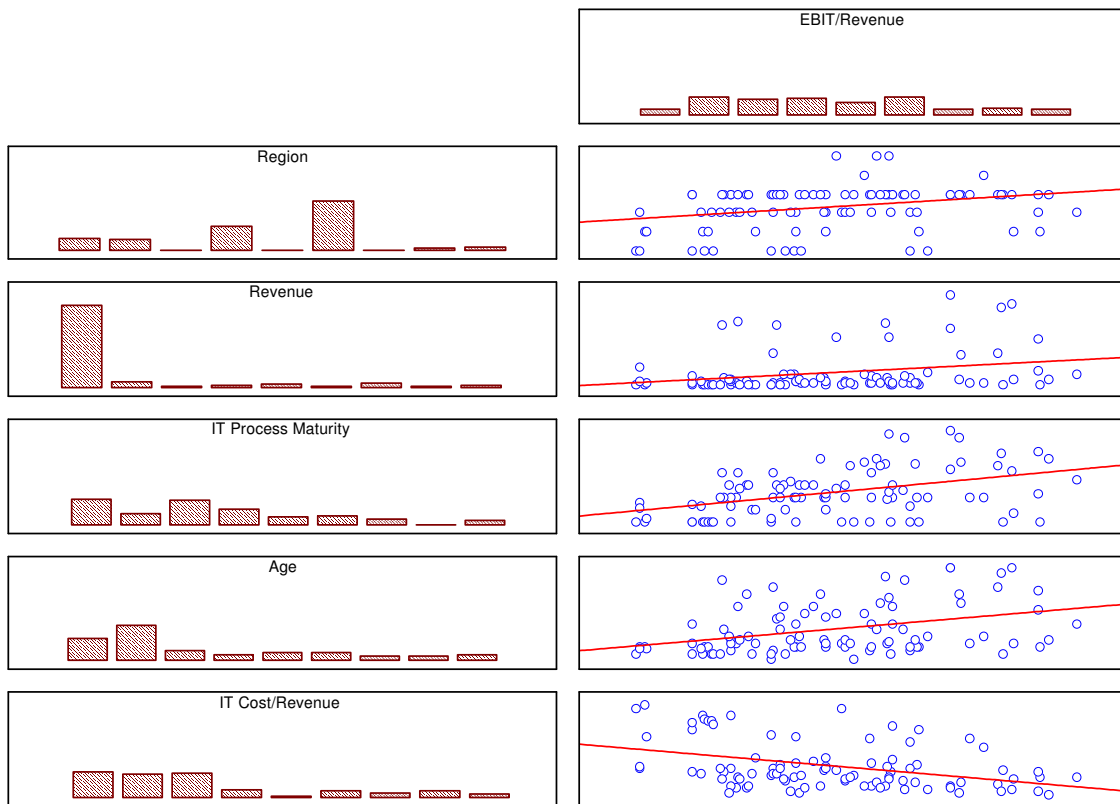 EBIT/Revenue
Region
Revenue
IT Process Maturity
Age
IT Cost/Revenue